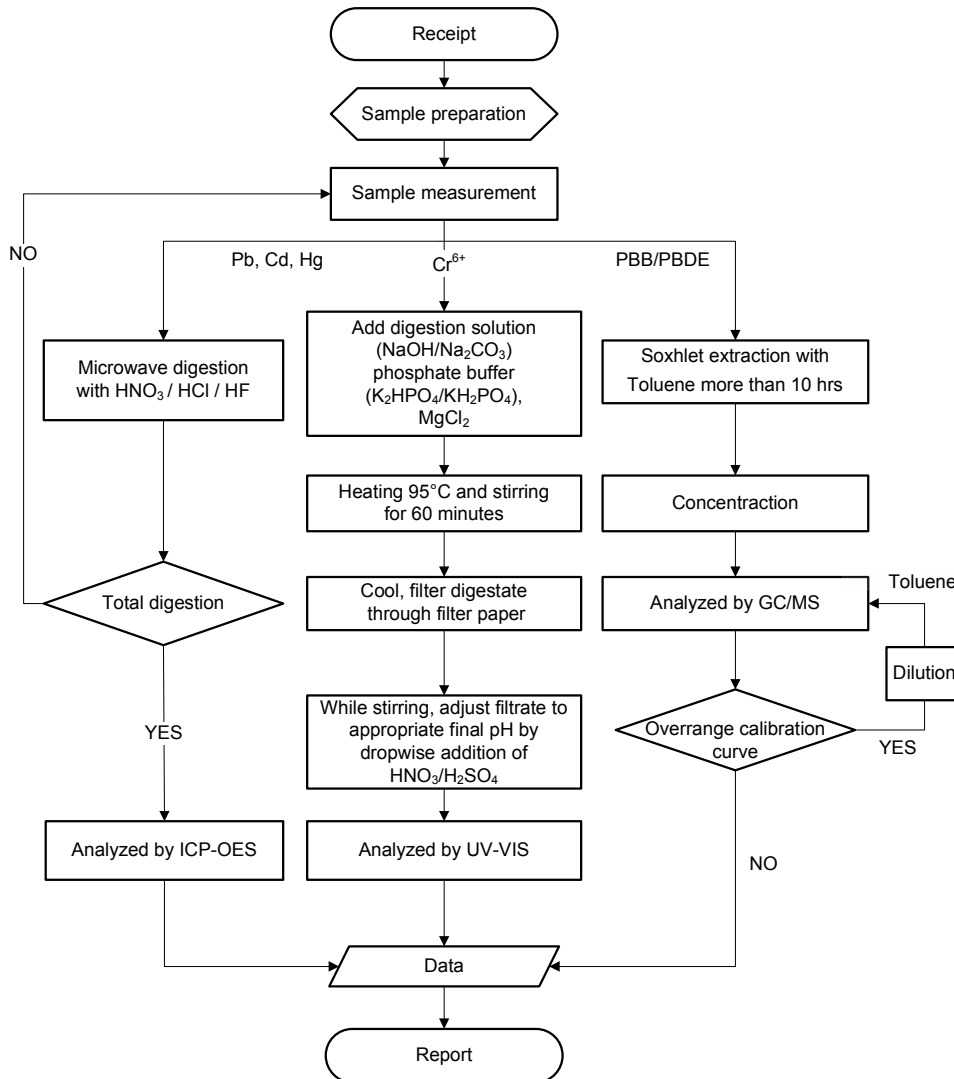 Receipt
Sample preparation
Sample measurement
NO
Pb, Cd, Hg
Cr⁶⁺
PBB/PBDE
Microwave digestion
with HNO₃ / HCl / HF
Add digestion solution
(NaOH/Na₂CO₃)
phosphate buffer
(K₂HPO₄/KH₂PO₄),
MgCl₂
Soxhlet extraction with
Toluene more than 10 hrs
Heating 95°C and stirring
for 60 minutes
Concentraction
Total digestion
Cool, filter digestate
through filter paper
Analyzed by GC/MS
Toluene
Dilution
YES
While stirring, adjust filtrate to
appropriate final pH by
dropwise addition of
HNO₃/H₂SO₄
Overrange calibration
curve
YES
Analyzed by ICP-OES
Analyzed by UV-VIS
NO
Data
Report